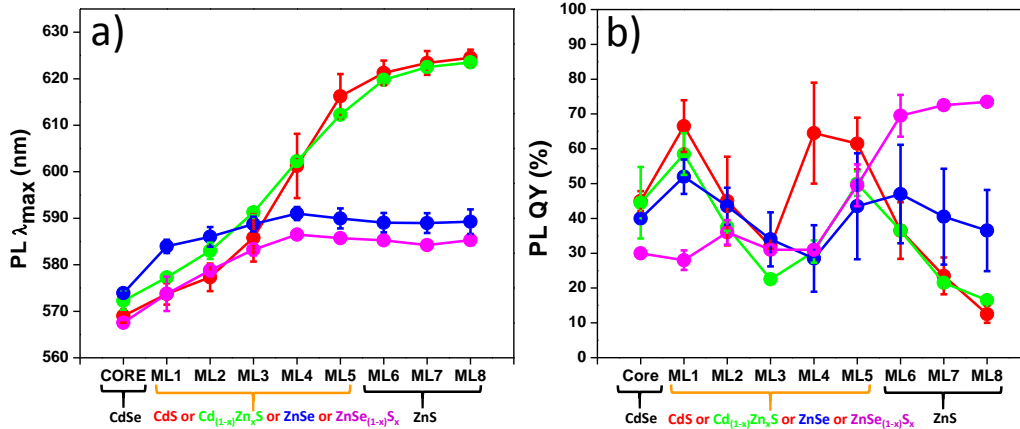 a)
PL λmax (nm)
630
620
610
600
590
580
570
560
CORE ML1 ML2 ML3 ML4 ML5 ML6 ML7 ML8
CdSe
CdS or Cd(1-x)ZnxS or ZnSe or ZnSe(1-x)Sx
ZnS
b)
PL QY (%)
100
90
80
70
60
50
40
30
20
10
0
Core ML1 ML2 ML3 ML4 ML5 ML6 ML7 ML8
CdSe
CdS or Cd(1-x)ZnxS or ZnSe or ZnSe(1-x)Sx
ZnS